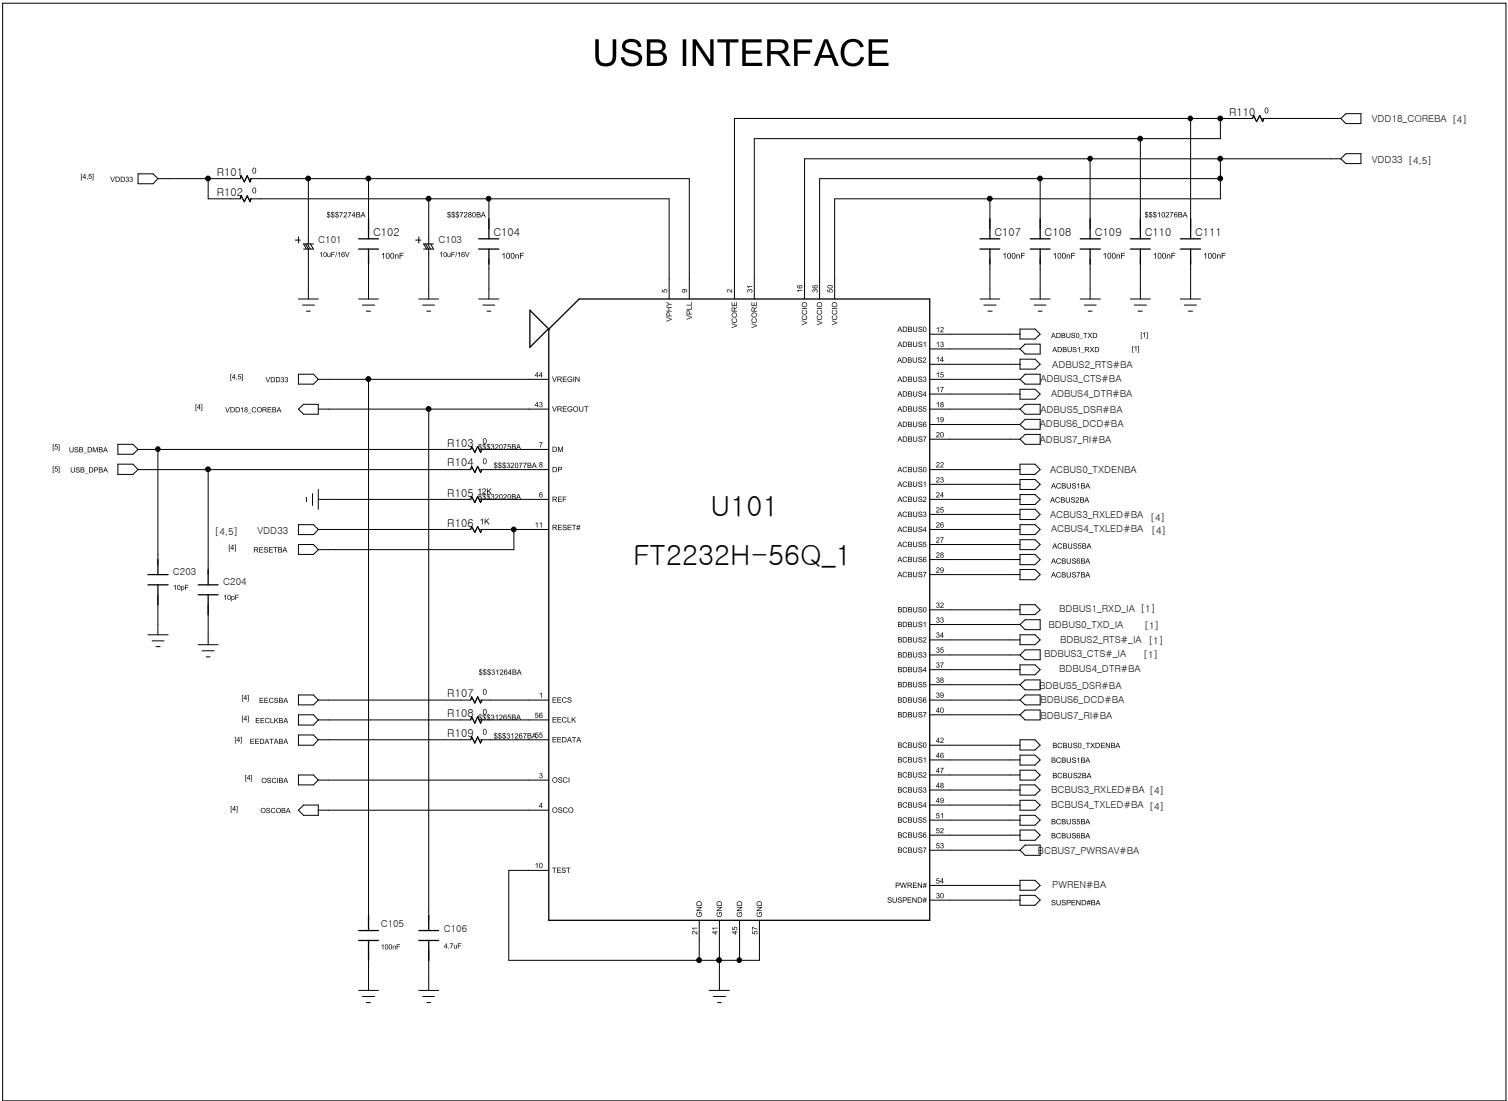 USB INTERFACE
R110 0
VDD18_COREBA [4]
VDD33 [4,5]
[4,5] VDD33
R101 0
R102 0
$$$7274BA
$$$7280BA
$$$10276BA
C101
10uF/16V
C102
100nF
C103
10uF/16V
C104
100nF
C107
100nF
C108
100nF
C109
100nF
C110
100nF
C111
100nF
5 VPHY
9 VPLL
2 VCORE
31 VCORE
16 VCCIO
36 VCCIO
50 VCCIO
[4,5] VDD33 44 VREGIN
[4] VDD18_COREBA 43 VREGOUT
[5] USB_DMBA R103 0 $$$32075BA 7 DM
[5] USB_DPBA R104 0 $$$32077BA 8 DP
R105 12K $$$32020BA 6 REF
[4,5] VDD33 R106 1K 11 RESET#
[4] RESETBA
C203
10pF
C204
10pF
$$$31264BA
[4] EECSBA R107 0 1 EECS
[4] EECLKBA R108 0 $$$31265BA 56 EECLK
[4] EEDATABA R109 0 $$$31267BA 55 EEDATA
[4] OSCIBA 3 OSCI
[4] OSCOBA 4 OSCO
10 TEST
C105
100nF
C106
4.7uF
U101
FT2232H-56Q_1
GND 21
GND 41
GND 45
GND 57
ADBUS0 12 ADBUS0_TXD [1]
ADBUS1 13 ADBUS1_RXD [1]
ADBUS2 14 ADBUS2_RTS#BA
ADBUS3 15 ADBUS3_CTS#BA
ADBUS4 17 ADBUS4_DTR#BA
ADBUS5 18 ADBUS5_DSR#BA
ADBUS6 19 ADBUS6_DCD#BA
ADBUS7 20 ADBUS7_RI#BA
ACBUS0 22 ACBUS0_TXDENBA
ACBUS1 23 ACBUS1BA
ACBUS2 24 ACBUS2BA
ACBUS3 25 ACBUS3_RXLED#BA [4]
ACBUS4 26 ACBUS4_TXLED#BA [4]
ACBUS5 27 ACBUS5BA
ACBUS6 28 ACBUS6BA
ACBUS7 29 ACBUS7BA
BDBUS0 32 BDBUS1_RXD_IA [1]
BDBUS1 33 BDBUS0_TXD_IA [1]
BDBUS2 34 BDBUS2_RTS#_IA [1]
BDBUS3 35 BDBUS3_CTS#_IA [1]
BDBUS4 37 BDBUS4_DTR#BA
BDBUS5 38 BDBUS5_DSR#BA
BDBUS6 39 BDBUS6_DCD#BA
BDBUS7 40 BDBUS7_RI#BA
BCBUS0 42 BCBUS0_TXDENBA
BCBUS1 46 BCBUS1BA
BCBUS2 47 BCBUS2BA
BCBUS3 48 BCBUS3_RXLED#BA [4]
BCBUS4 49 BCBUS4_TXLED#BA [4]
BCBUS5 51 BCBUS5BA
BCBUS6 52 BCBUS6BA
BCBUS7 53 BCBUS7_PWRSAV#BA
PWREN# 54 PWREN#BA
SUSPEND# 30 SUSPEND#BA